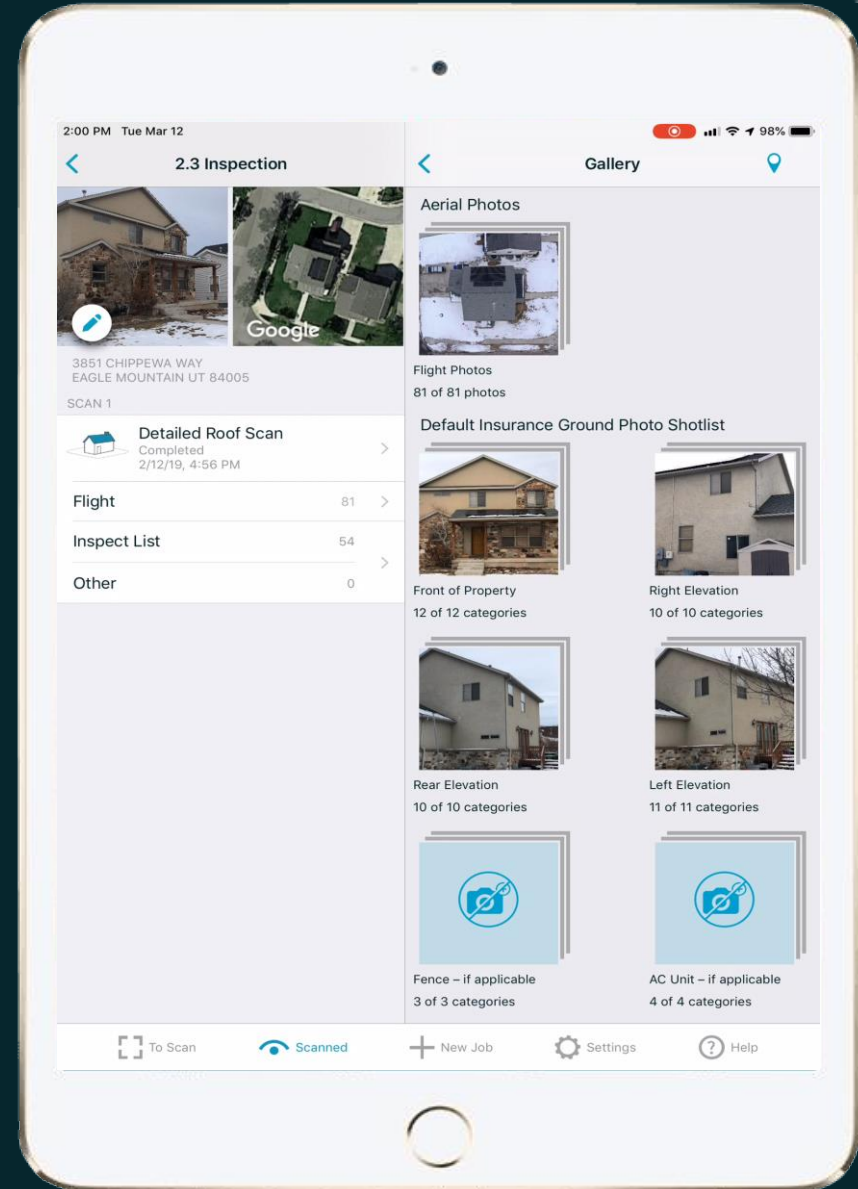 2:00 PM Tue Mar 12
98%
2.3 Inspection
Google
3851 CHIPPEWA WAY
EAGLE MOUNTAIN UT 84005
SCAN 1
Detailed Roof Scan
Completed
2/12/19, 4:56 PM
Flight 81
Inspect List 54
Other 0
Gallery
Aerial Photos
Flight Photos
81 of 81 photos
Default Insurance Ground Photo Shotlist
Front of Property
12 of 12 categories
Right Elevation
10 of 10 categories
Rear Elevation
10 of 10 categories
Left Elevation
11 of 11 categories
Fence – if applicable
3 of 3 categories
AC Unit – if applicable
4 of 4 categories
To Scan
Scanned
New Job
Settings
? Help